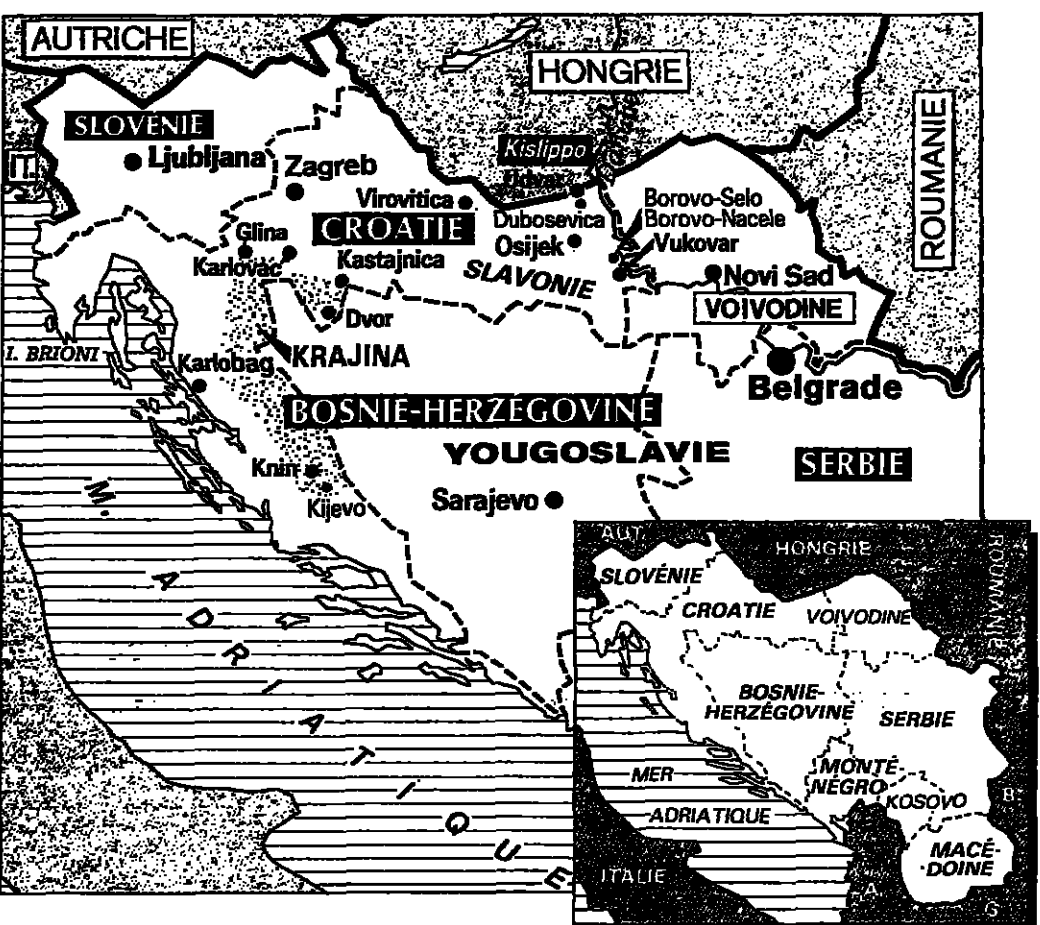 AUTRICHE
HONGRIE
ROUMANIE
SLOVÉNIE
IT.
Ljubljana
Zagreb
Kislippo
Virovitica
CROATIE
Dubosevica
Osijek
Borovo-Selo
Borovo-Nacele
Vukovar
Glina
Karlovac
Kastajnica
SLAVONIE
Novi Sad
VOIVODINE
Dvor
I. BRIONI
KRAJINA
Karlobag
Belgrade
BOSNIE-HERZÉGOVINE
YOUGOSLAVIE
SERBIE
Knin
Kijevo
Sarajevo
M. ADRIATIQUE
AUT.
HONGRIE
ROUMANIE
SLOVÉNIE
CROATIE
VOIVODINE
BOSNIE-
HERZÉGOVINE
SERBIE
MONTÉ-
NÉGRO
KOSOVO
B
MER
ADRIATIQUE
MACÉ-
DOINE
ITALIE
A
G